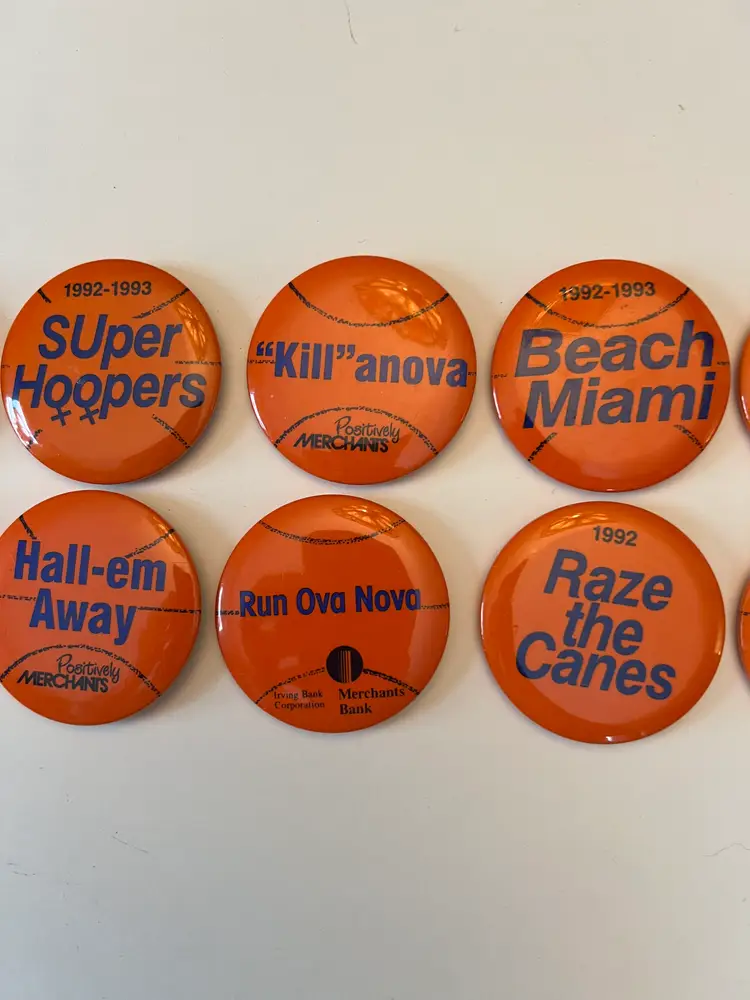 1992-1993
SUper
Hoopers
"Kill"anova
Positively
MERCHANTS
1992-1993
Beach
Miami
Hall-em
Away
Positively
MERCHANTS
Run Ova Nova
Irving Bank
Corporation
Merchants
Bank
1992
Raze
the
Canes